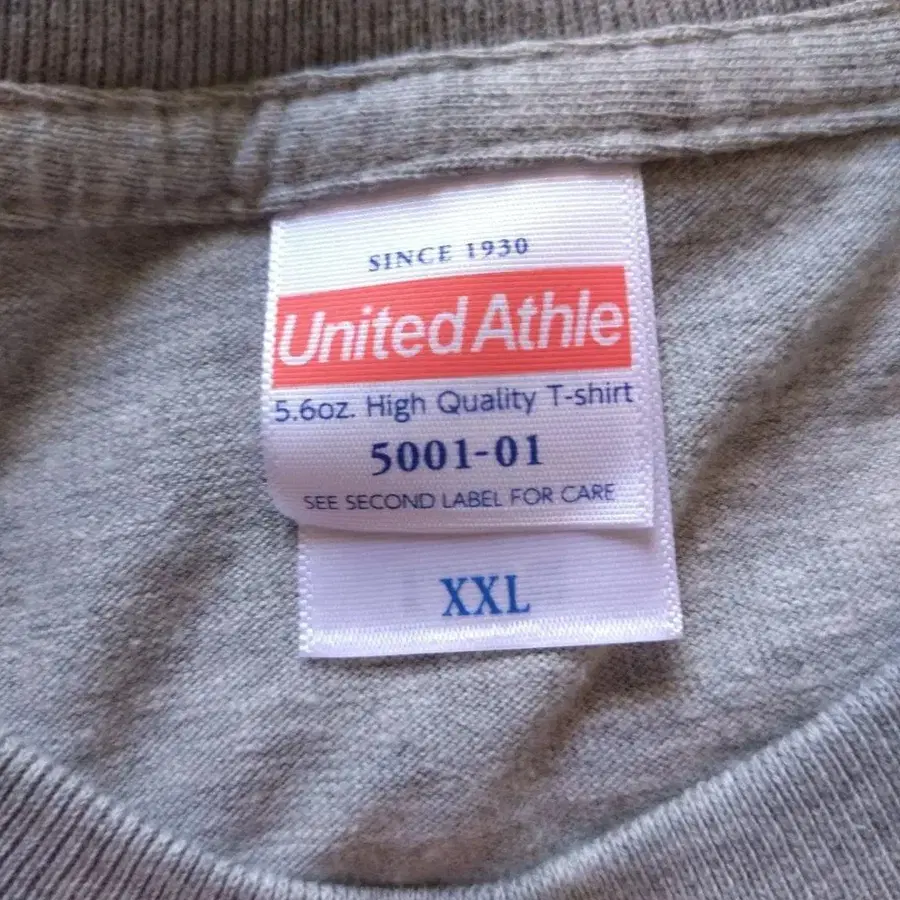 SINCE 1930
United Athle
5.6oz. High Quality T-shirt
5001-01
SEE SECOND LABEL FOR CARE
XXL